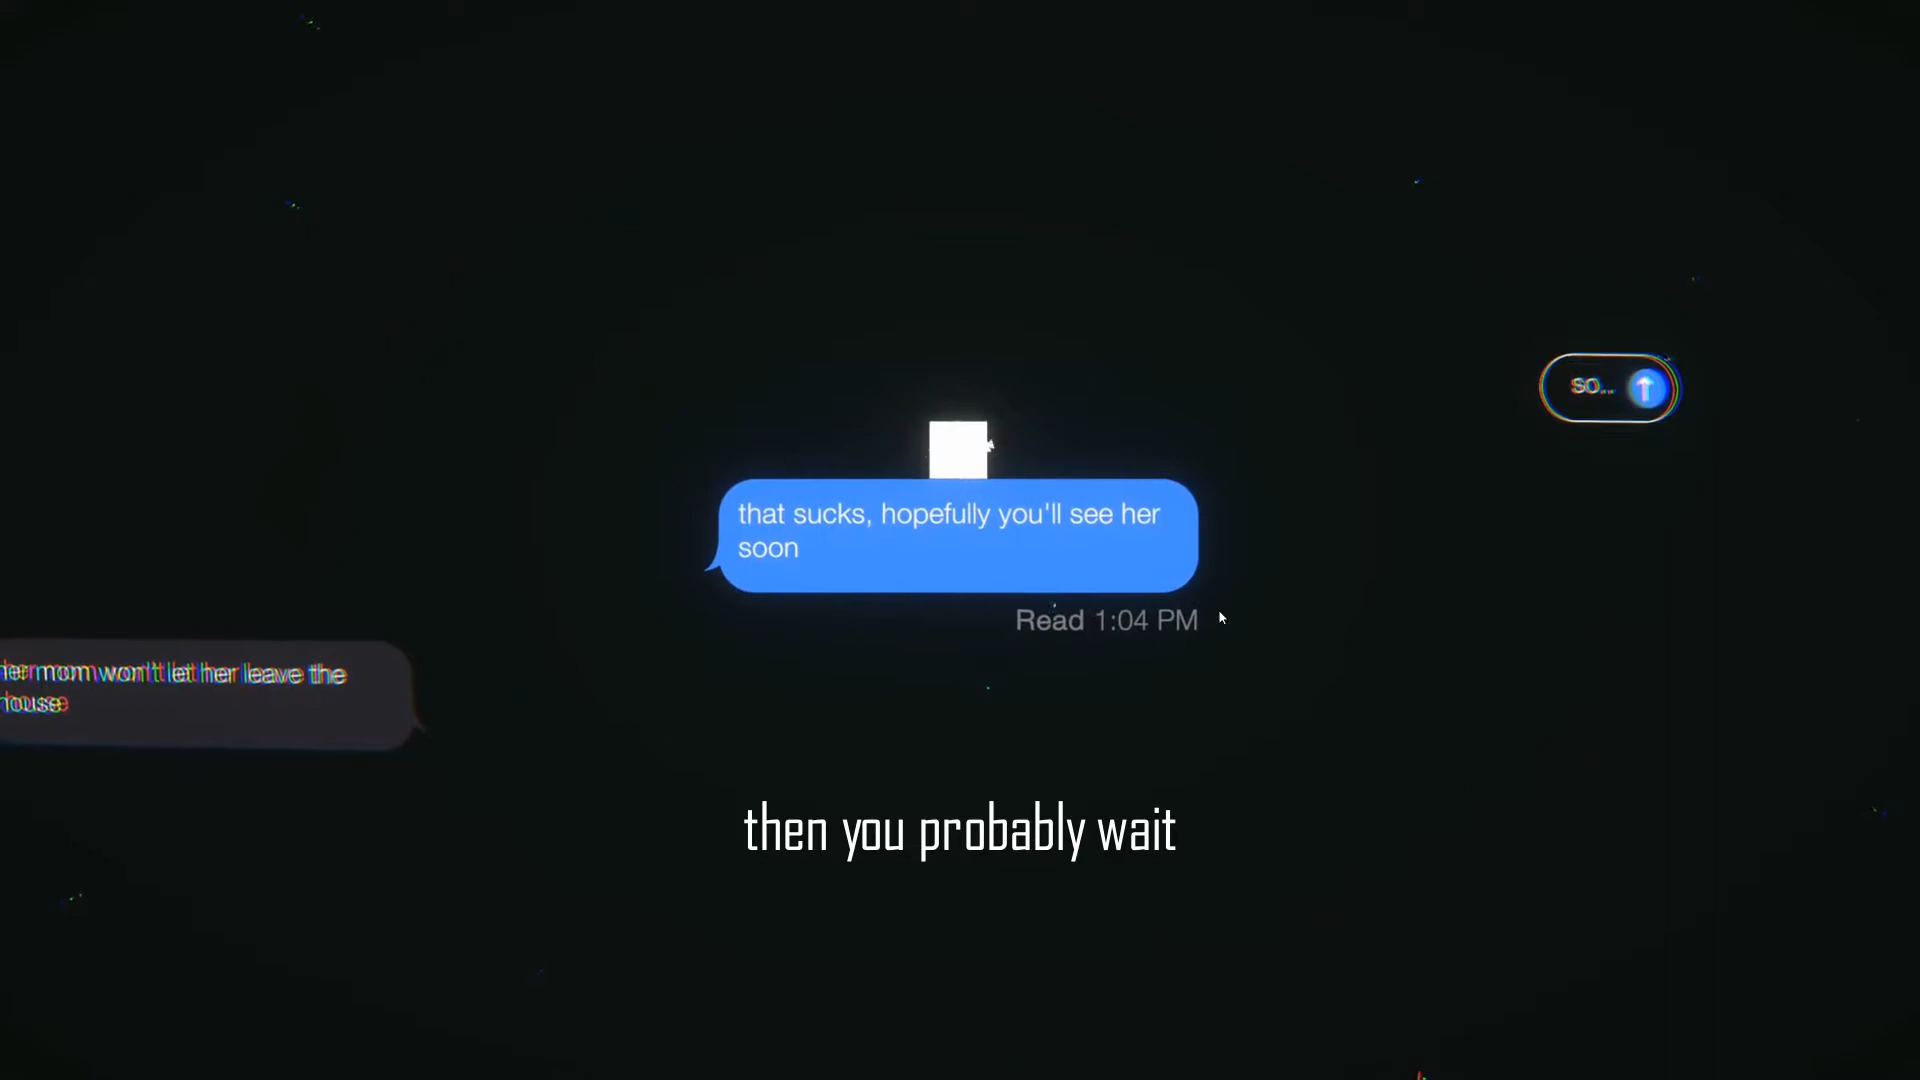 so...
that sucks, hopefully you'll see her
soon
Read 1:04 PM
her mom won't let her leave the
house
then you probably wait